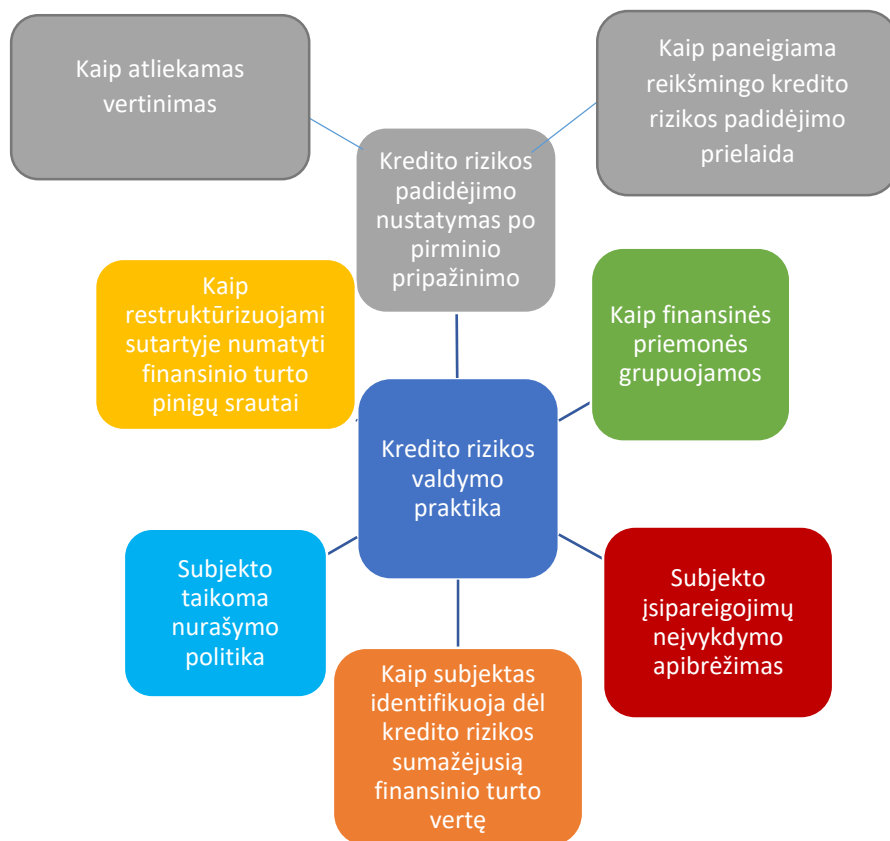 Kaip atliekamas
vertinimas
Kaip paneigiama
reikšmingo kredito
rizikos padidėjimo
prielaida
Kredito rizikos
padidėjimo
nustatymas po
pirminio
pripažinimo
Kaip
restruktūrizuojami
sutartyje numatyti
finansinio turto
pinigų srautai
Kaip finansinės
priemonės
grupuojamos
Kredito rizikos
valdymo
praktika
Subjekto
taikoma
nurašymo
politika
Subjekto
įsipareigojimų
neįvykdymo
apibrėžimas
Kaip subjektas
identifikuoja dėl
kredito rizikos
sumažėjusią
finansinio turto
vertę